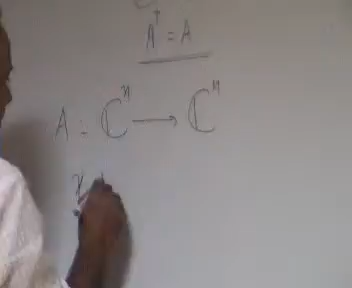 A† = A
A : ℂⁿ → ℂⁿ